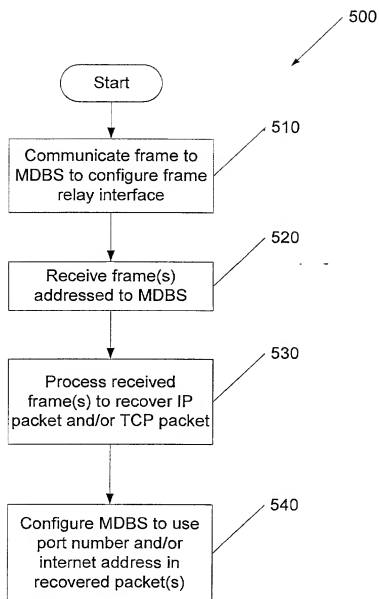 500
Start
510
Communicate frame to
MDBS to configure frame
relay interface
520
Receive frame(s)
addressed to MDBS
530
Process received
frame(s) to recover IP
packet and/or TCP packet
540
Configure MDBS to use
port number and/or
internet address in
recovered packet(s)